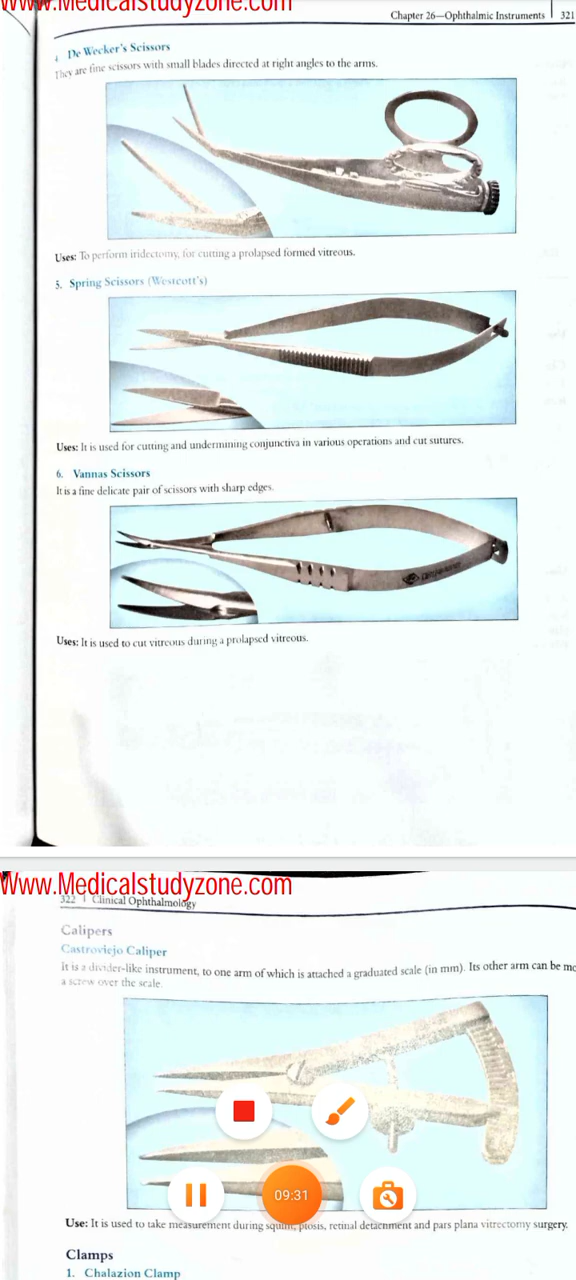 Www.Medicalstudyzone.com
Chapter 26—Ophthalmic Instruments | 321
4 De Wecker's Scissors
They are fine scissors with small blades directed at right angles to the arms.
Uses: To perform iridectomy, for cutting a prolapsed formed vitreous.
5. Spring Scissors (Westcott's)
Uses: It is used for cutting and undermining conjunctiva in various operations and cut sutures.
6. Vannas Scissors
It is a fine delicate pair of scissors with sharp edges.
Uses: It is used to cut vitreous during a prolapsed vitreous.
Www.Medicalstudyzone.com
322 | Clinical Ophthalmology
Calipers
Castroviejo Caliper
It is a divider-like instrument, to one arm of which is attached a graduated scale (in mm). Its other arm can be mo
a screw over the scale.
09:31
Use: It is used to take measurement during squint, ptosis, retinal detachment and pars plana vitrectomy surgery.
Clamps
1. Chalazion Clamp